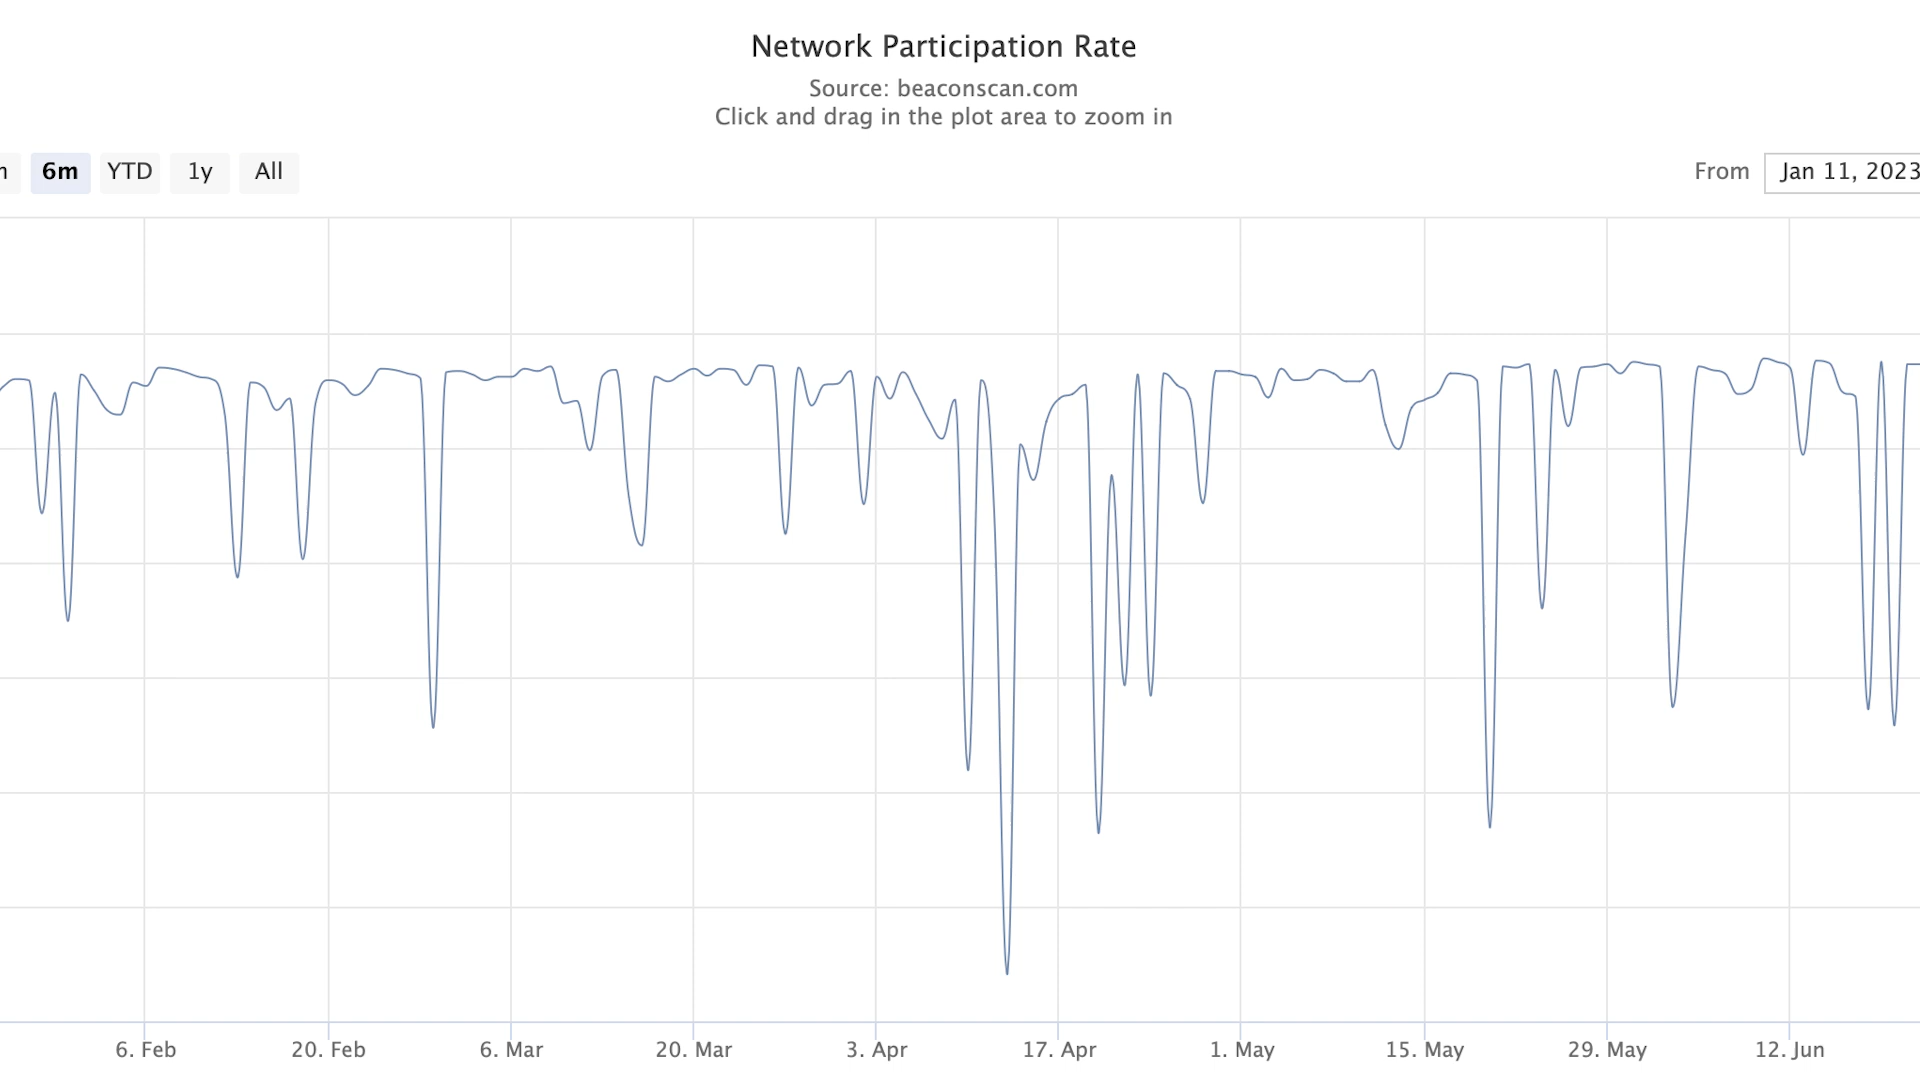 Network Participation Rate
Source: beaconscan.com
Click and drag in the plot area to zoom in
6m YTD 1y All From Jan 11, 2023
6. Feb 20. Feb 6. Mar 20. Mar 3. Apr 17. Apr 1. May 15. May 29. May 12. Jun